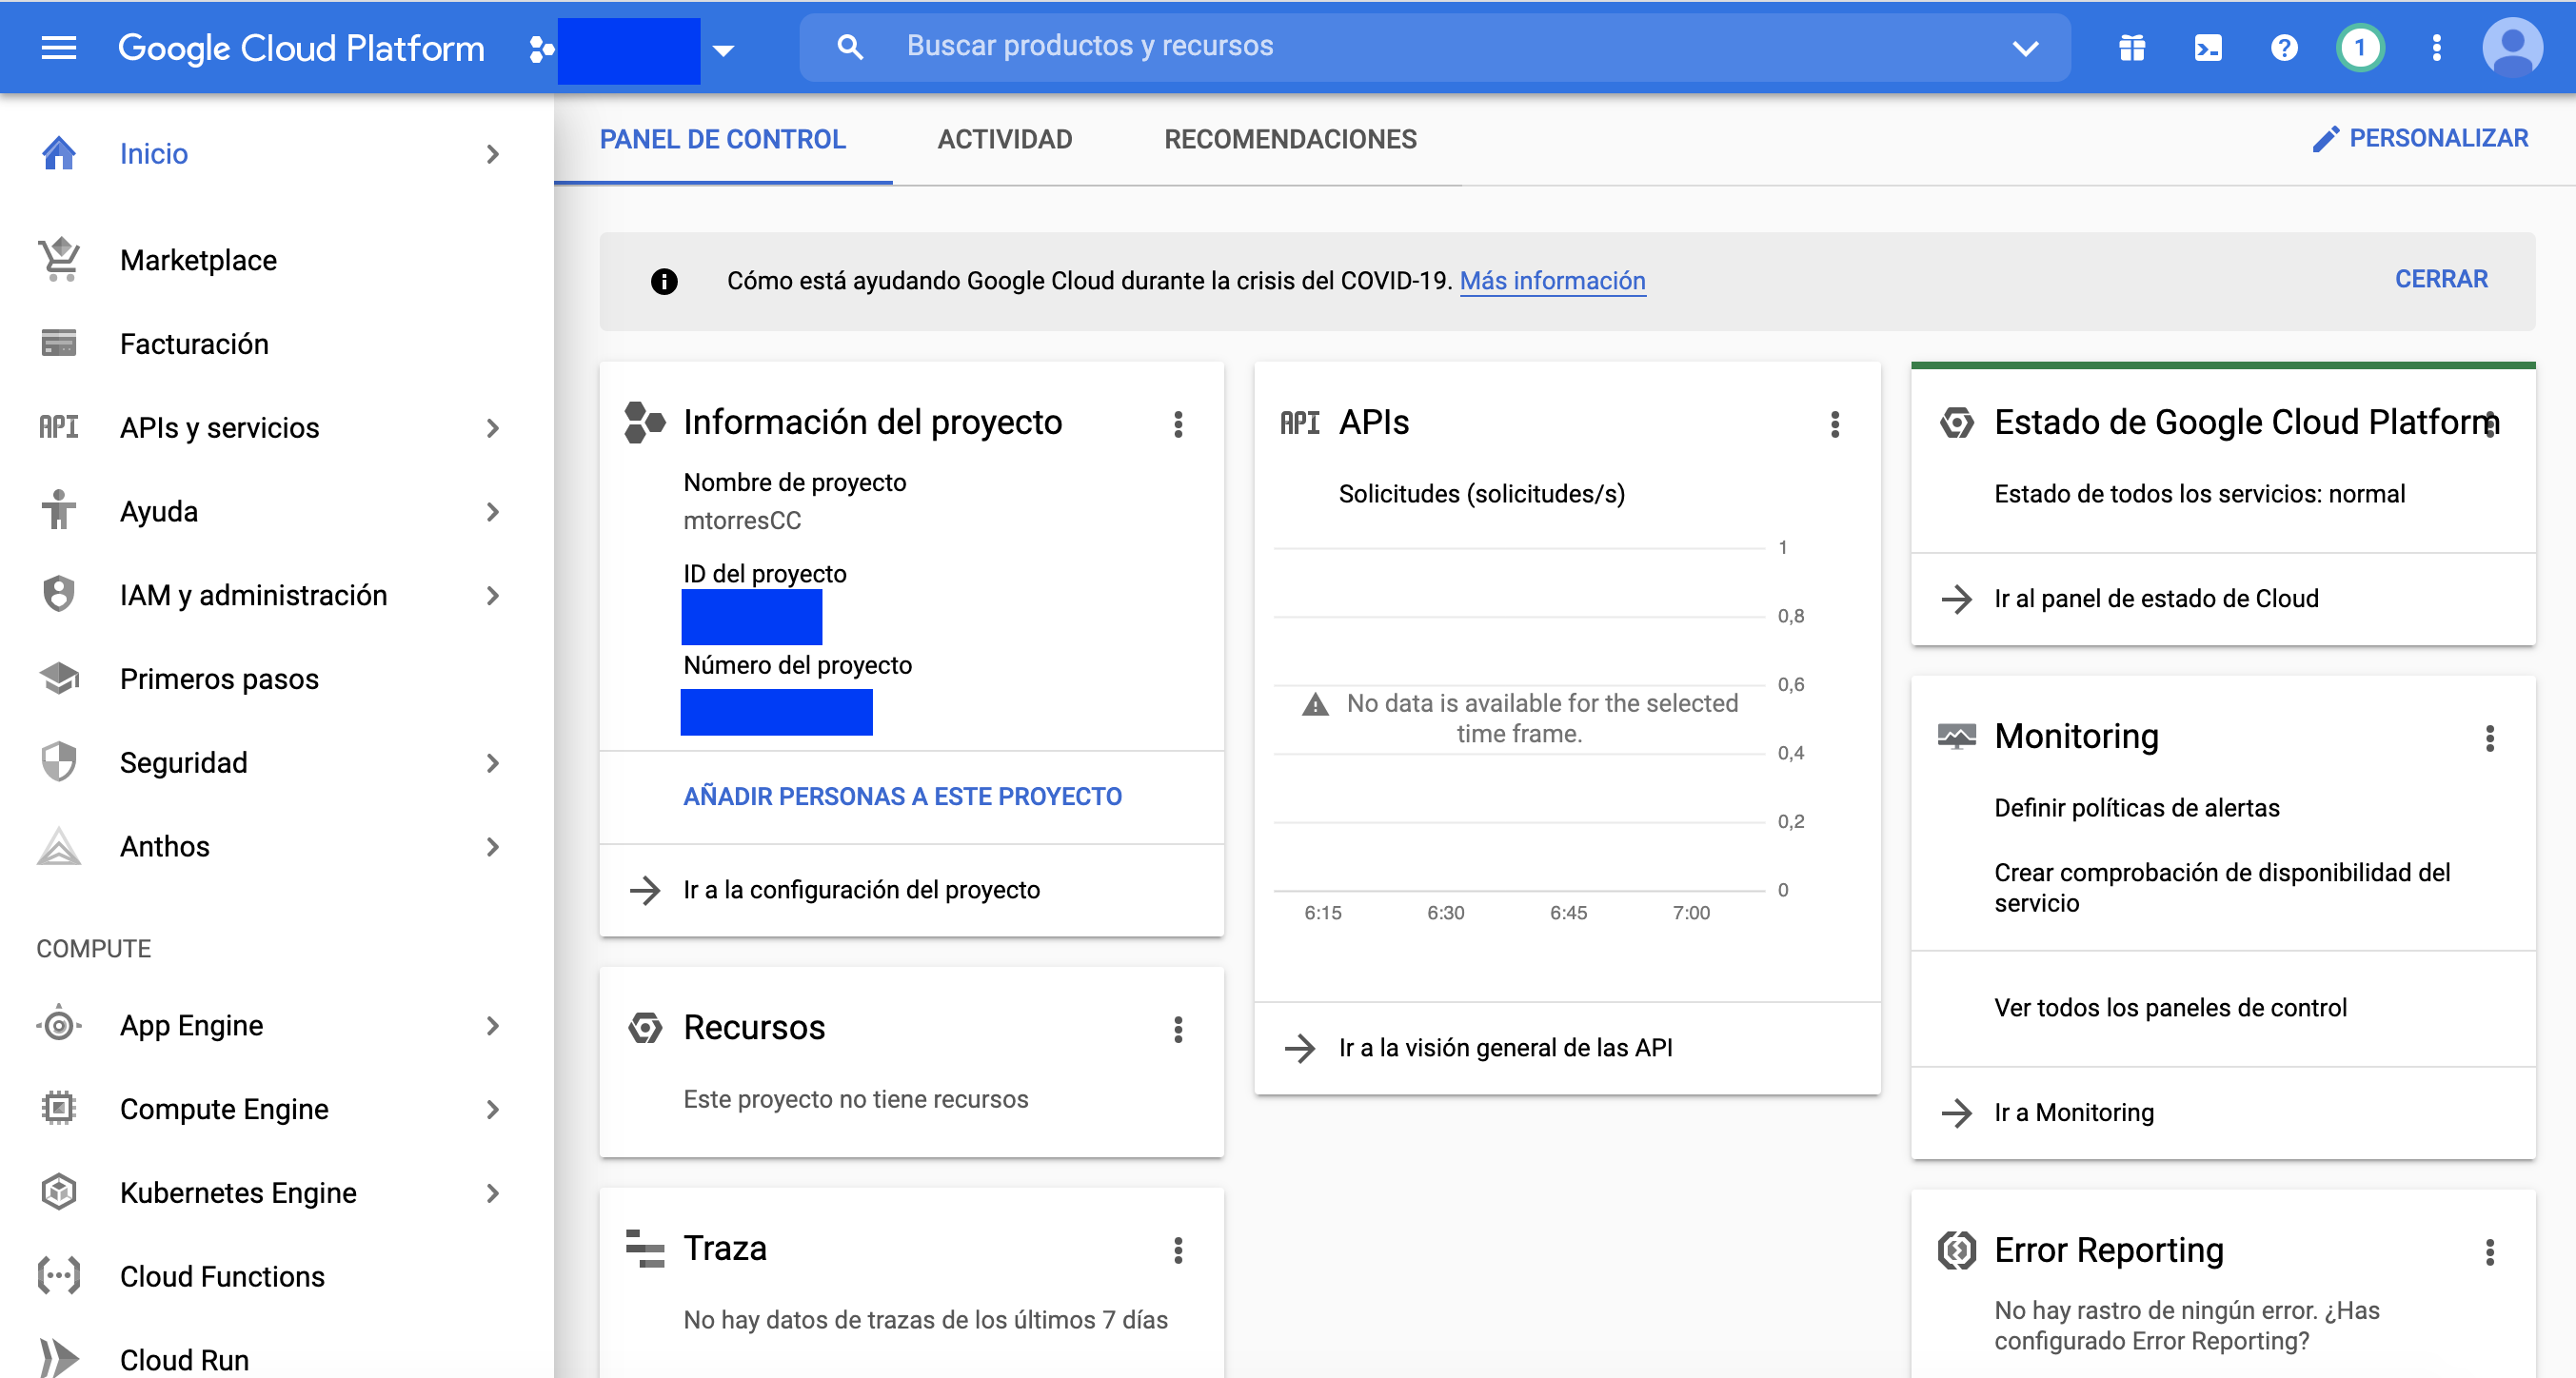 Google Cloud Platform
Buscar productos y recursos
1
Inicio
Marketplace
Facturación
API
APIs y servicios
Ayuda
IAM y administración
Primeros pasos
Seguridad
Anthos
COMPUTE
App Engine
Compute Engine
Kubernetes Engine
Cloud Functions
Cloud Run
PANEL DE CONTROL
ACTIVIDAD
RECOMENDACIONES
PERSONALIZAR
Cómo está ayudando Google Cloud durante la crisis del COVID-19. Más información
CERRAR
Información del proyecto
Nombre de proyecto
mtorresCC
ID del proyecto
Número del proyecto
AÑADIR PERSONAS A ESTE PROYECTO
Ir a la configuración del proyecto
Recursos
Este proyecto no tiene recursos
Traza
No hay datos de trazas de los últimos 7 días
API
APIs
Solicitudes (solicitudes/s)
1
0,8
0,6
No data is available for the selected
time frame.
0,4
0,2
0
6:15
6:30
6:45
7:00
Ir a la visión general de las API
Estado de Google Cloud Platform
Estado de todos los servicios: normal
Ir al panel de estado de Cloud
Monitoring
Definir políticas de alertas
Crear comprobación de disponibilidad del
servicio
Ver todos los paneles de control
Ir a Monitoring
Error Reporting
No hay rastro de ningún error. ¿Has
configurado Error Reporting?